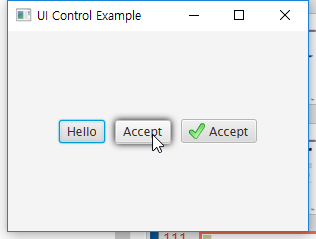 UI Control Example
Hello Accept Accept
111